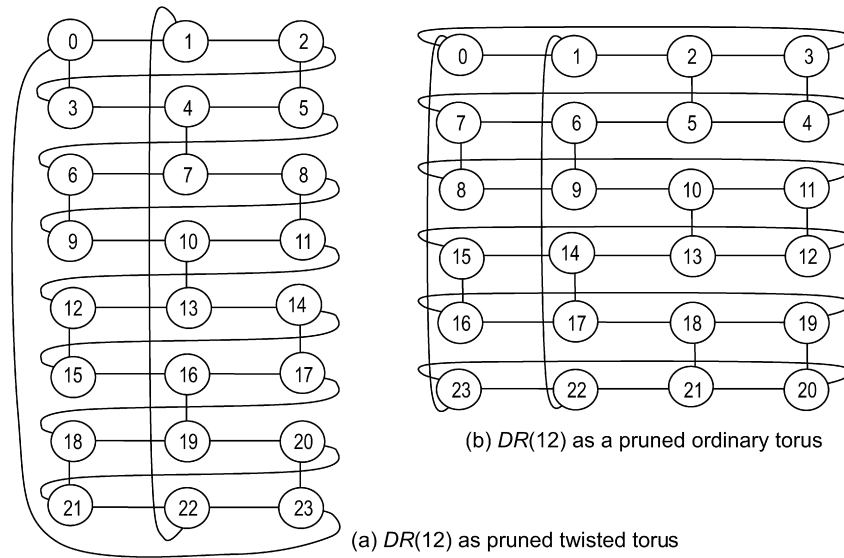 0 1 2
3 4 5
6 7 8
9 10 11
12 13 14
15 16 17
18 19 20
21 22 23
(a) DR(12) as pruned twisted torus
0 1 2 3
7 6 5 4
8 9 10 11
15 14 13 12
16 17 18 19
23 22 21 20
(b) DR(12) as a pruned ordinary torus